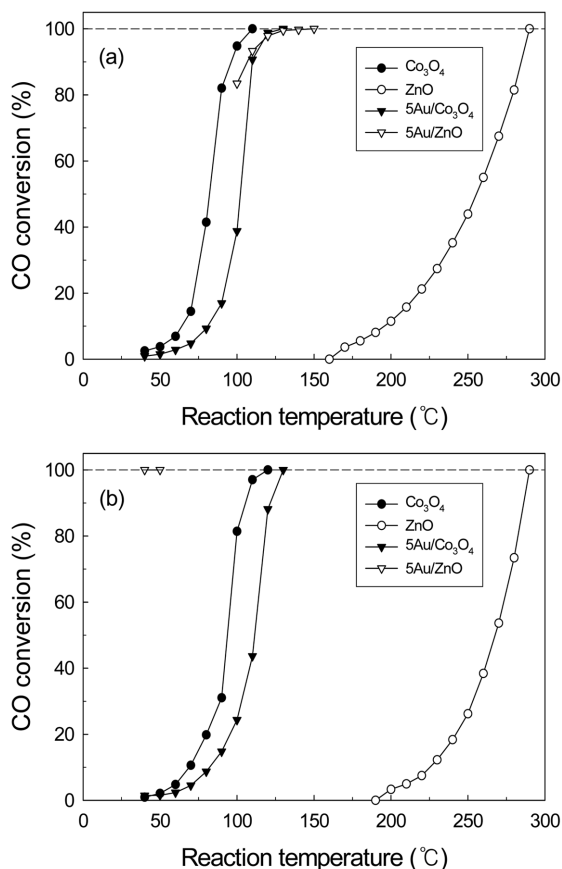 (a)
Co₃O₄
ZnO
5Au/Co₃O₄
5Au/ZnO
CO conversion (%)
100
80
60
40
20
0
0 50 100 150 200 250 300
Reaction temperature (℃)
(b)
Co₃O₄
ZnO
5Au/Co₃O₄
5Au/ZnO
CO conversion (%)
100
80
60
40
20
0
0 50 100 150 200 250 300
Reaction temperature (℃)